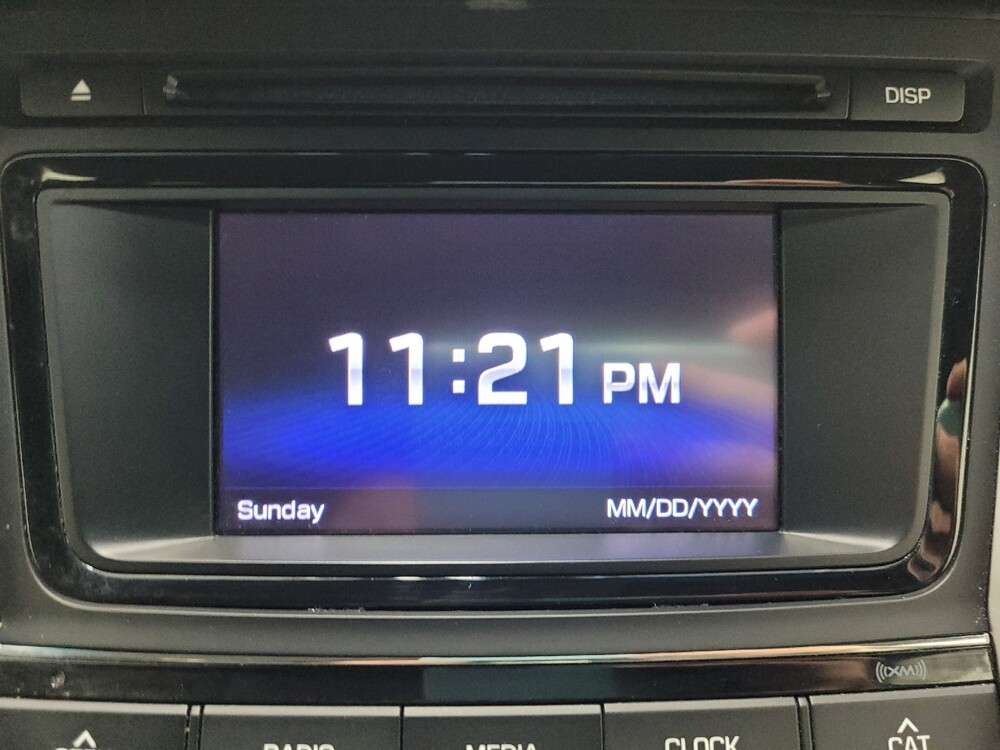 DISP
11:21 PM
Sunday MM/DD/YYYY
((XM))
RADIO MEDIA CLOCK CAT